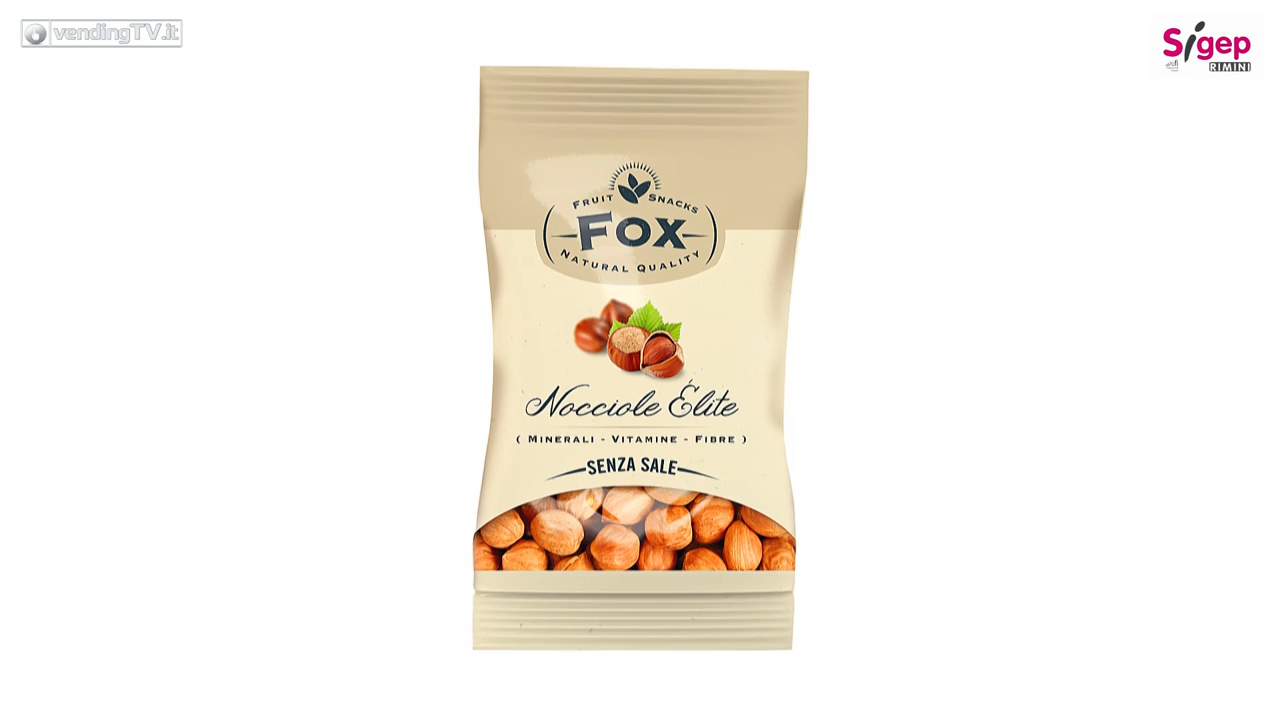 vendingTV.it
Sigep
RIMINI
FRUIT SNACKS
FOX
NATURAL QUALITY
Nocciole Élite
( MINERALI - VITAMINE - FIBRE )
SENZA SALE